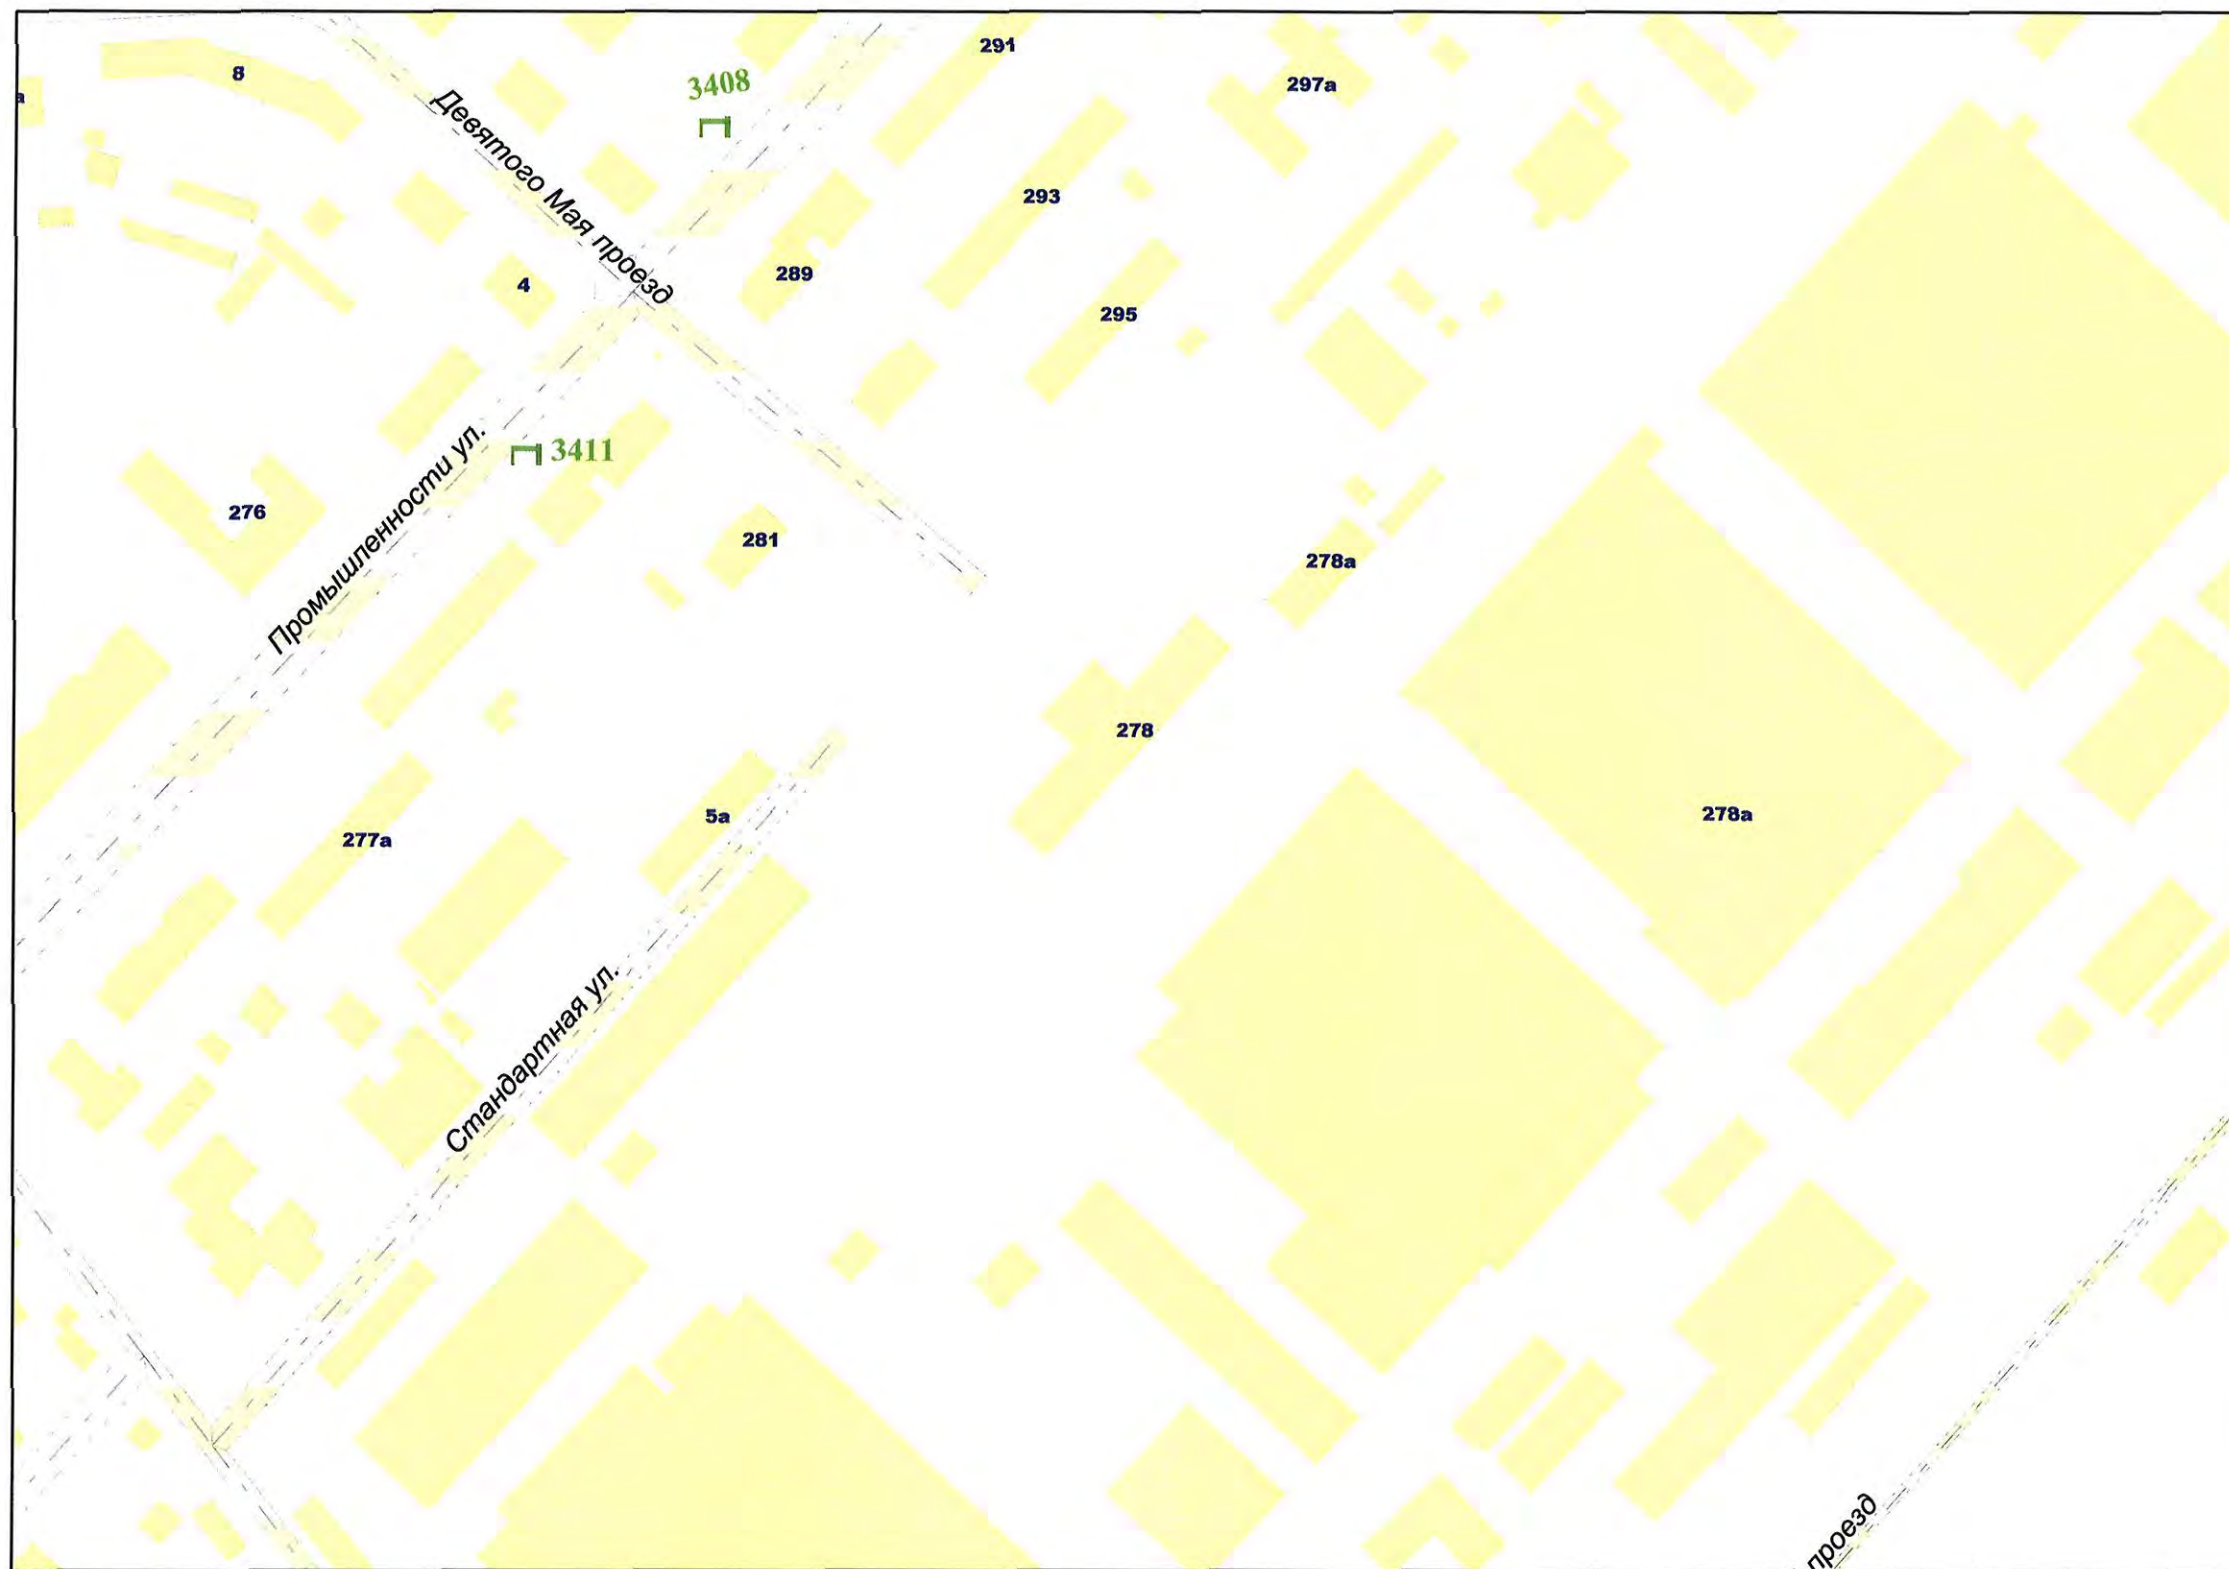 291
8
297а
3408
а
Девятого Мая проезд
293
289
4
295
3411
Промышленности ул.
276
281
278а
278
5а
278а
277а
Стандартная ул.
проезд